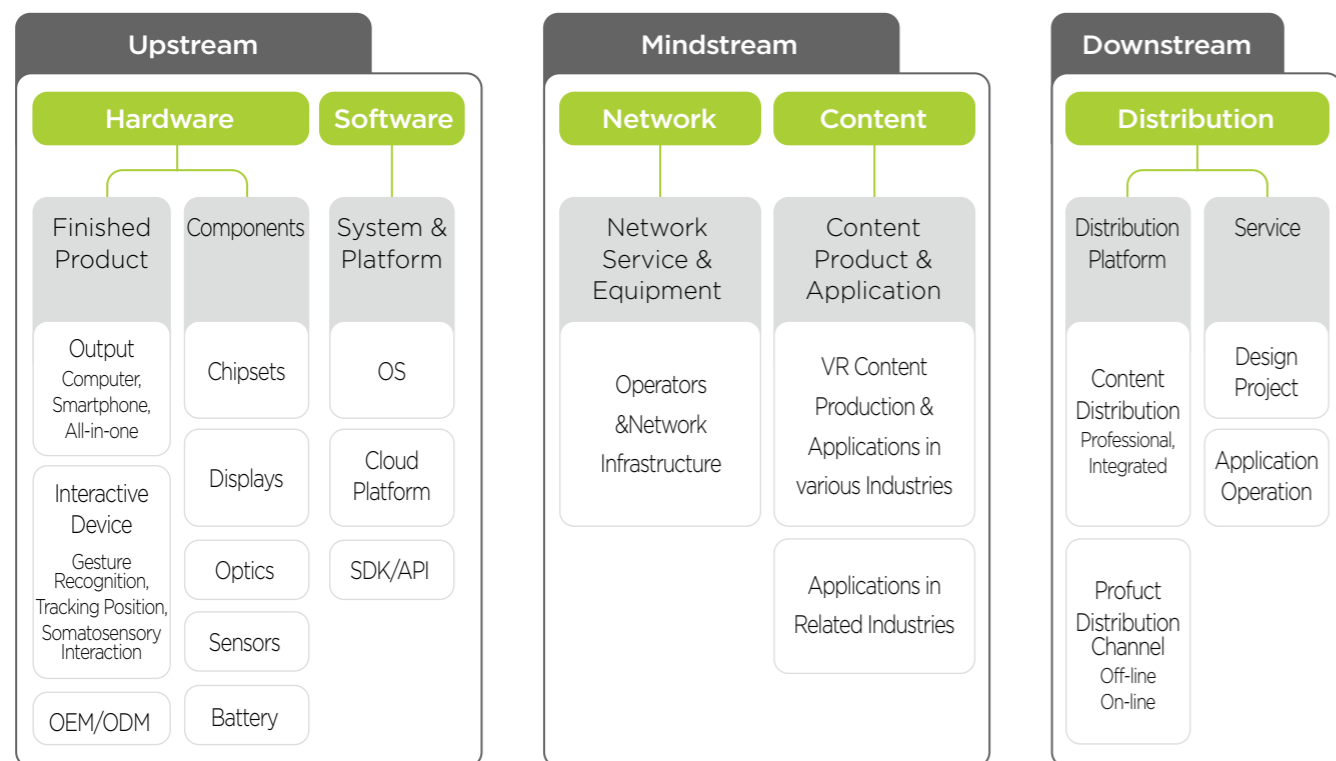 Upstream
Hardware
Software
Finished
Product
Components
System &
Platform
Output
Computer,
Smartphone,
All-in-one
Interactive
Device
Gesture
Recognition,
Tracking Position,
Somatosensory
Interaction
OEM/ODM
Chipsets
Displays
Optics
Sensors
Battery
OS
Cloud
Platform
SDK/API
Mindstream
Network
Content
Network
Service &
Equipment
Content
Product &
Application
Operators
&Network
Infrastructure
VR Content
Production &
Applications in
various Industries
Applications in
Related Industries
Downstream
Distribution
Distribution
Platform
Service
Content
Distribution
Professional,
Integrated
Profuct
Distribution
Channel
Off-line
On-line
Design
Project
Application
Operation